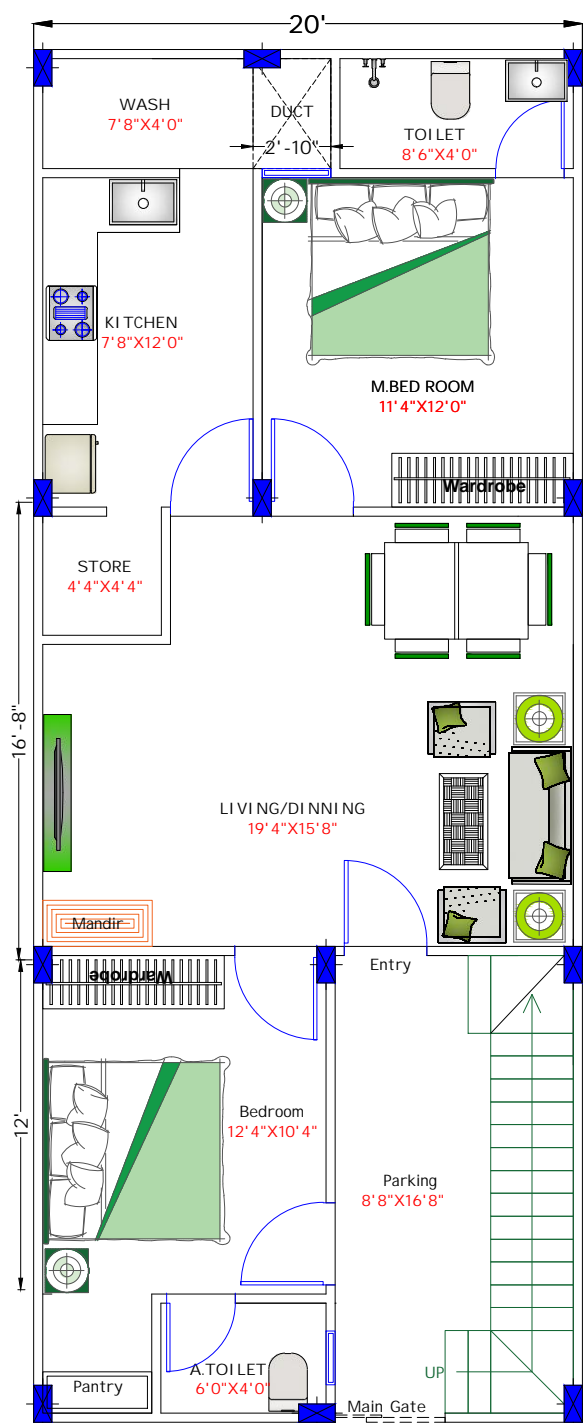 20'
WASH
7'8"X4'0"
DUCT
2'-10"
TOILET
8'6"X4'0"
KITCHEN
7'8"X12'0"
M.BED ROOM
11'4"X12'0"
Wardrobe
STORE
4'4"X4'4"
16'-8"
LIVING/DINNING
19'4"X15'8"
Mandir
Entry
Wardrobe
12'
Bedroom
12'4"X10'4"
Parking
8'8"X16'8"
UP
A.TOILET
6'0"X4'0"
Pantry
Main Gate